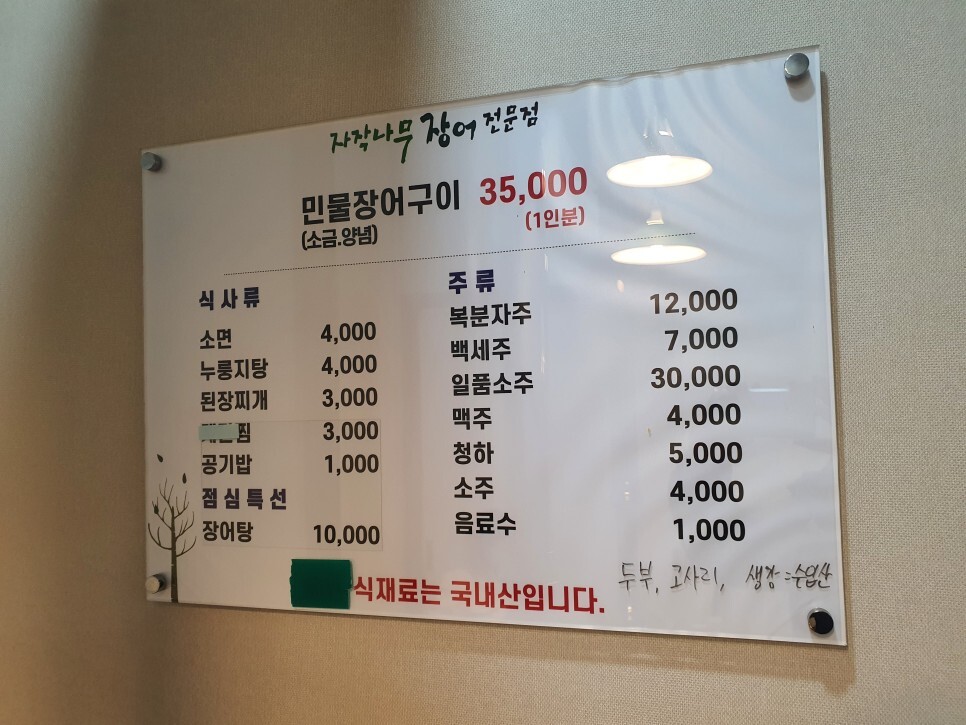 자작나무 장어 전문점
민물장어구이 35,000
(소금.양념) (1인분)
식사류
소면 4,000
누룽지탕 4,000
된장찌개 3,000
찜 3,000
공기밥 1,000
점심특선
장어탕 10,000
주류
복분자주 12,000
백세주 7,000
일품소주 30,000
맥주 4,000
청하 5,000
소주 4,000
음료수 1,000
식재료는 국내산입니다.
두부, 고사리, 생강=수입산